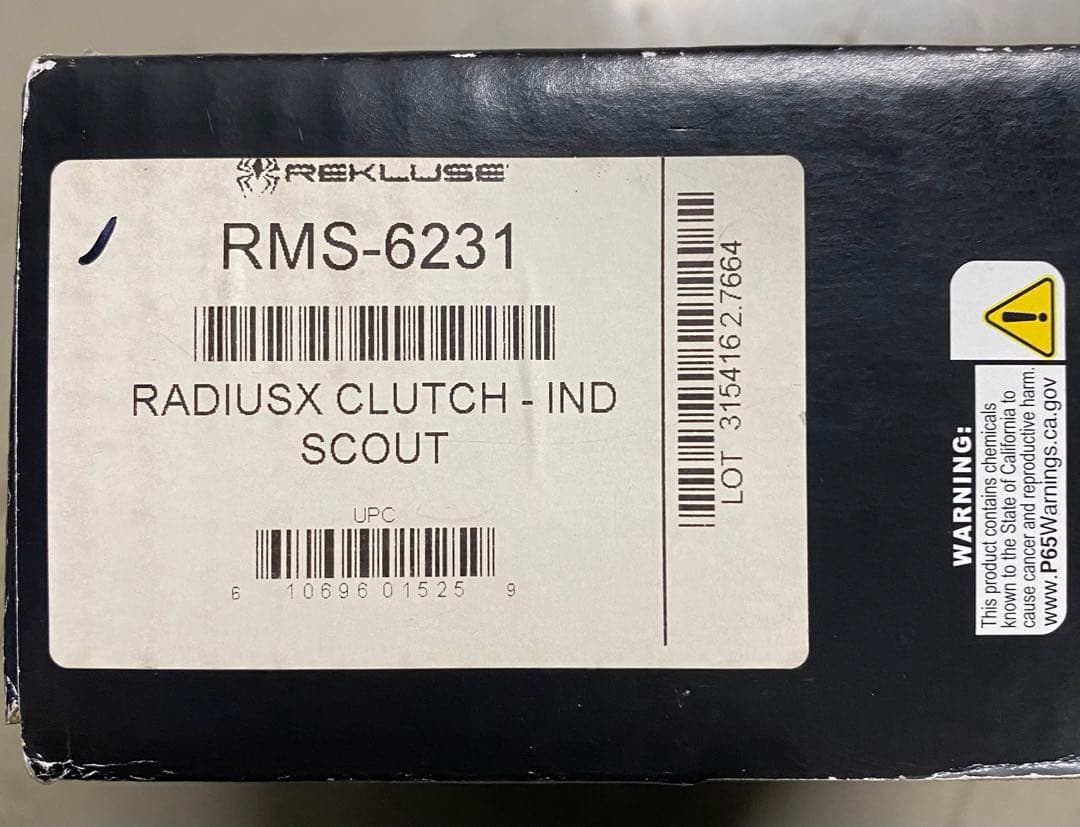 REKLUSE
RMS-6231
RADIUSX CLUTCH - IND
SCOUT
UPC
6 10696 01525 9
LOT 315416 2.7664
WARNING:
This product contains chemicals
known to the State of California to
cause cancer and reproductive harm.
www.P65Warnings.ca.gov